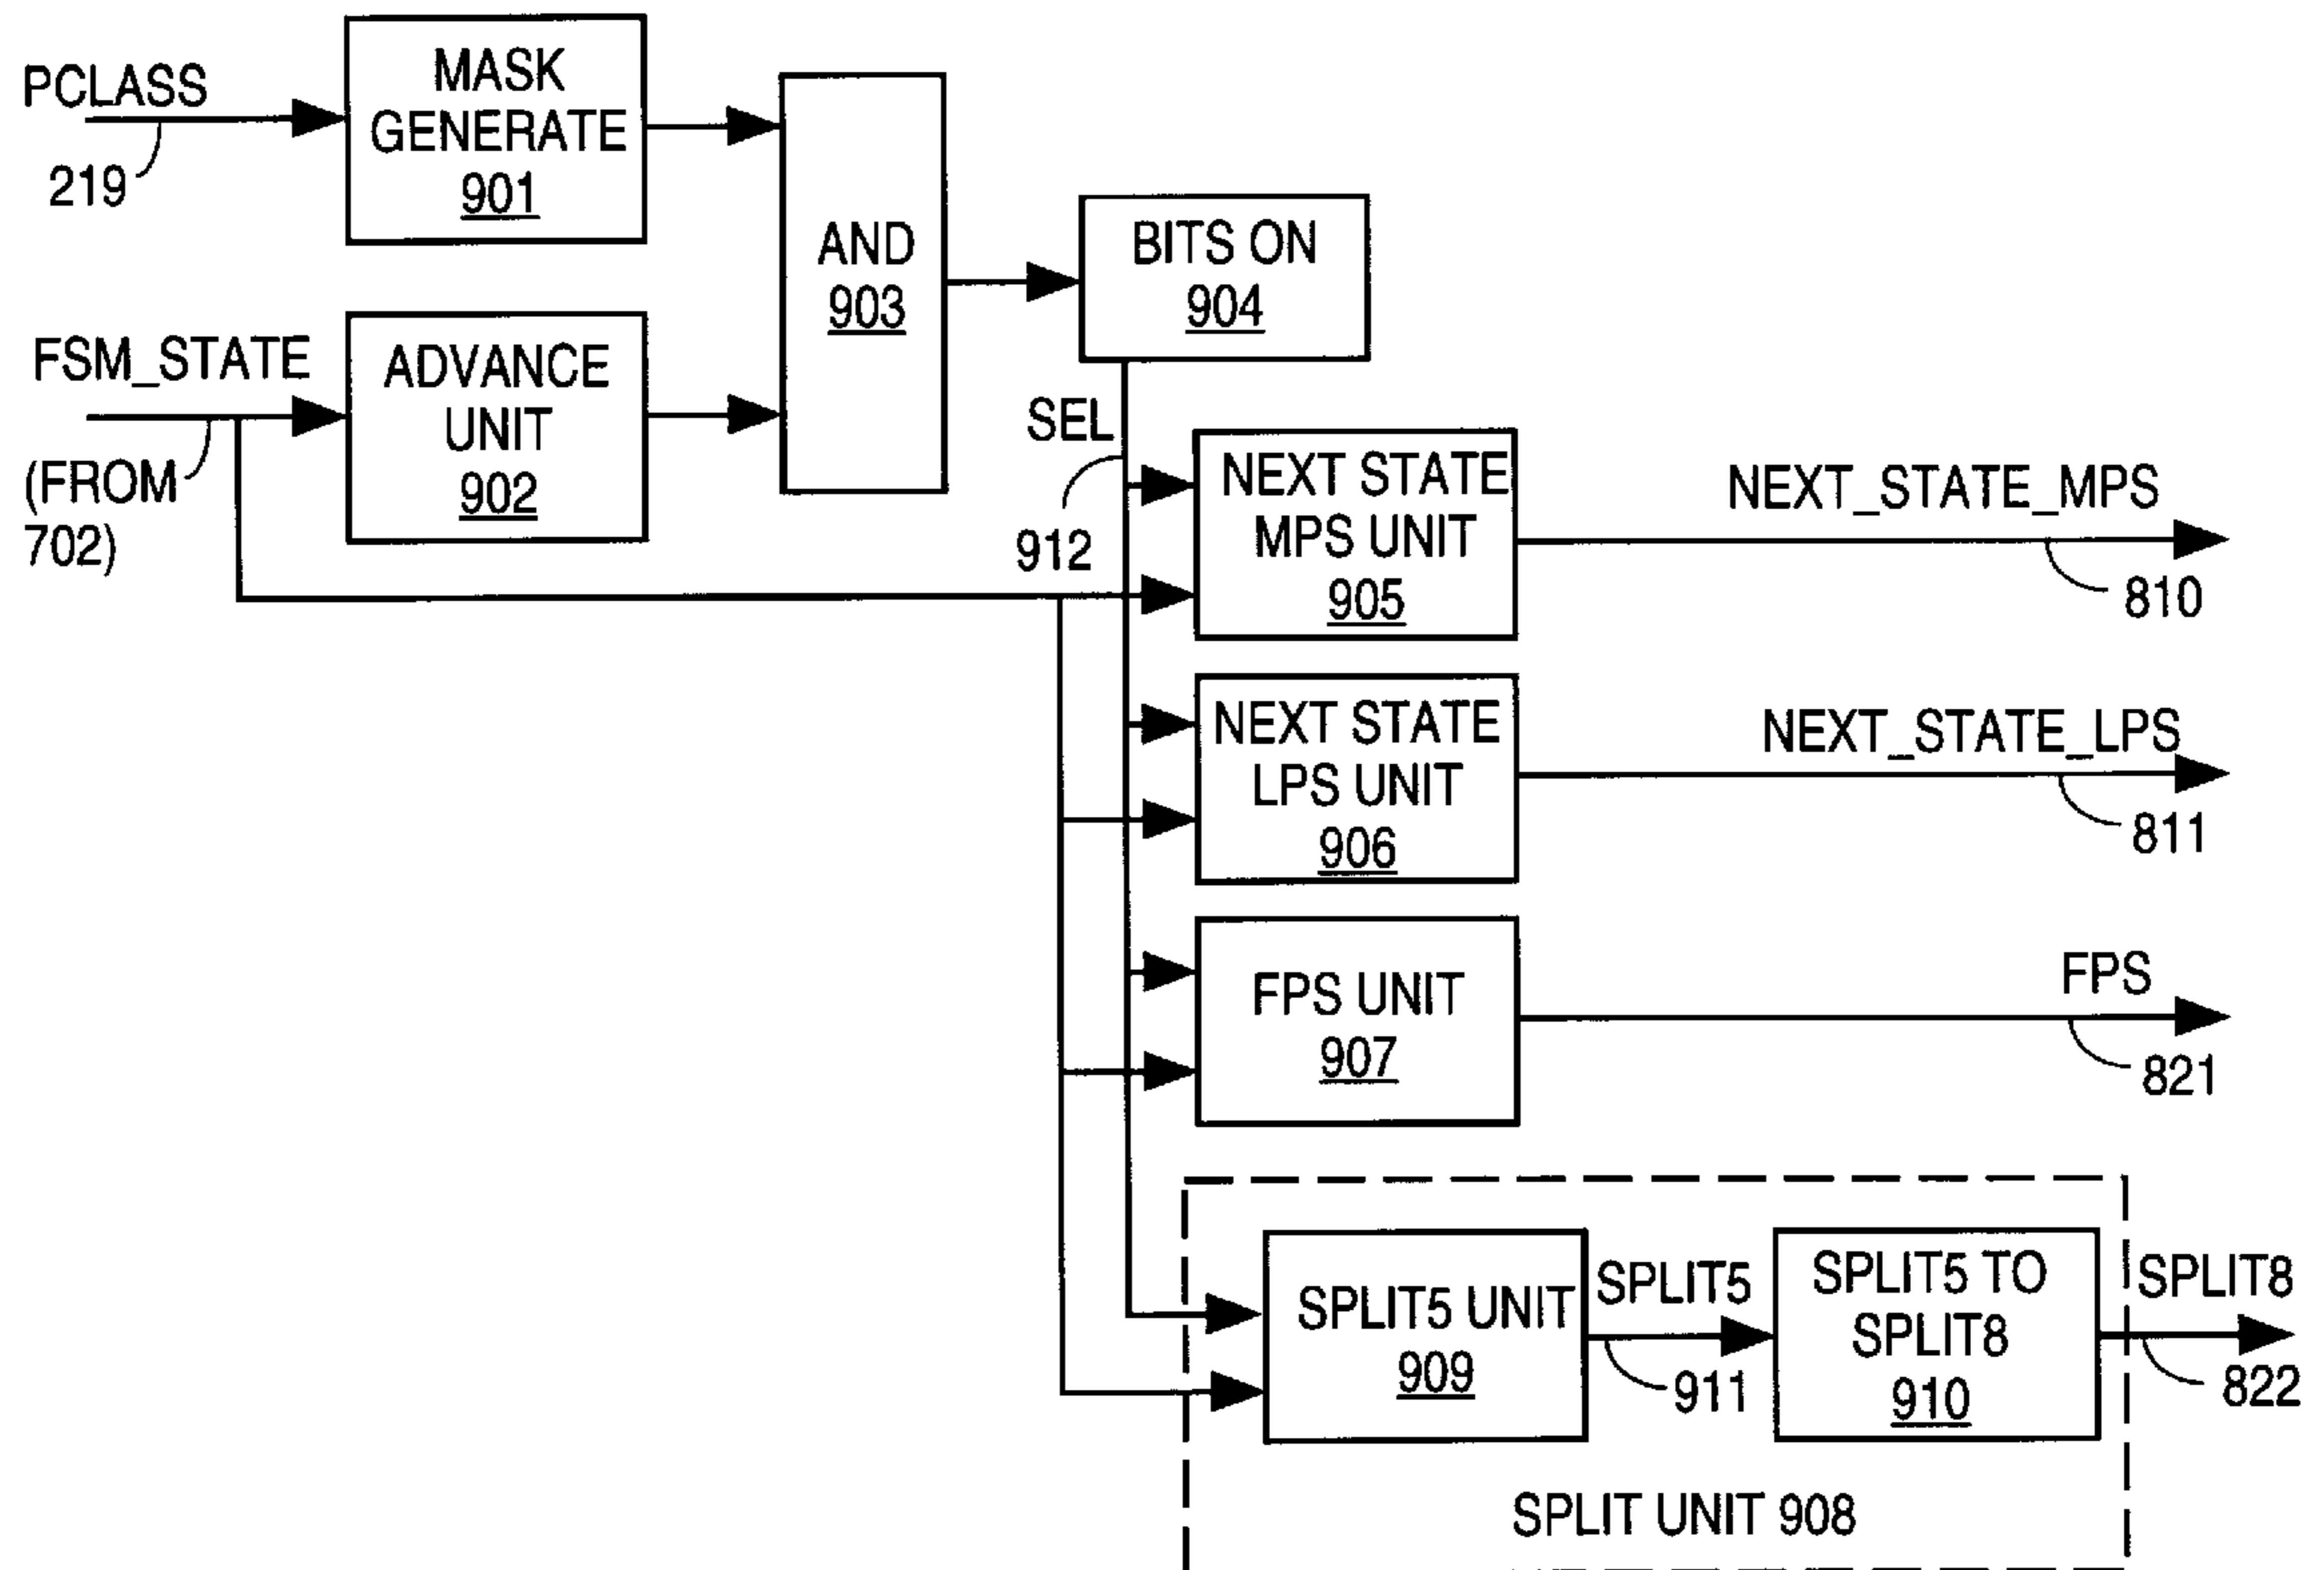 PCLASS
219
MASK
GENERATE
901
FSM_STATE
(FROM
702)
ADVANCE
UNIT
902
AND
903
BITS ON
904
SEL
912
NEXT STATE
MPS UNIT
905
NEXT_STATE_MPS
810
NEXT STATE
LPS UNIT
906
NEXT_STATE_LPS
811
FPS UNIT
907
FPS
821
SPLIT5 UNIT
909
SPLIT5
911
SPLIT5 TO
SPLIT8
910
SPLIT8
822
SPLIT UNIT 908